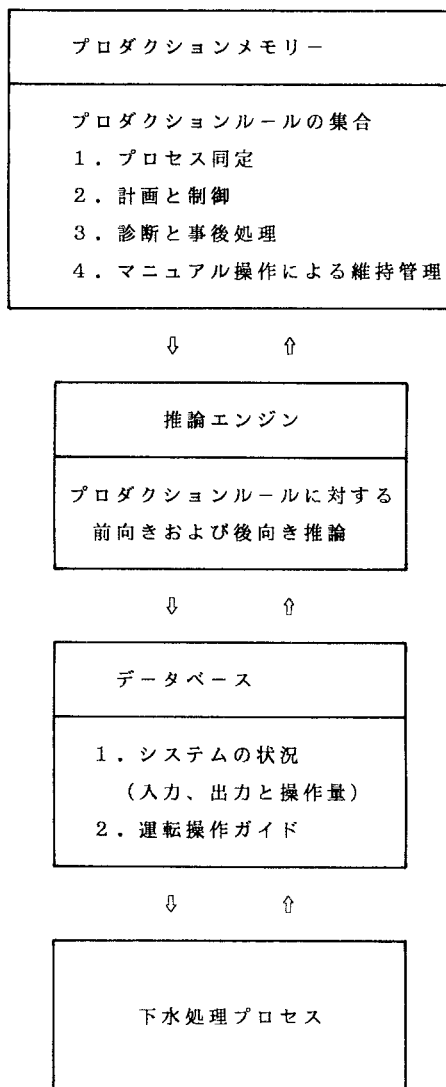 プロダクションメモリー
プロダクションルールの集合
1．プロセス同定
2．計画と制御
3．診断と事後処理
4．マニュアル操作による維持管理
⇩ ⇧
推論エンジン
プロダクションルールに対する
前向きおよび後向き推論
⇩ ⇧
データベース
1．システムの状況
（入力、出力と操作量）
2．運転操作ガイド
⇩ ⇧
下水処理プロセス